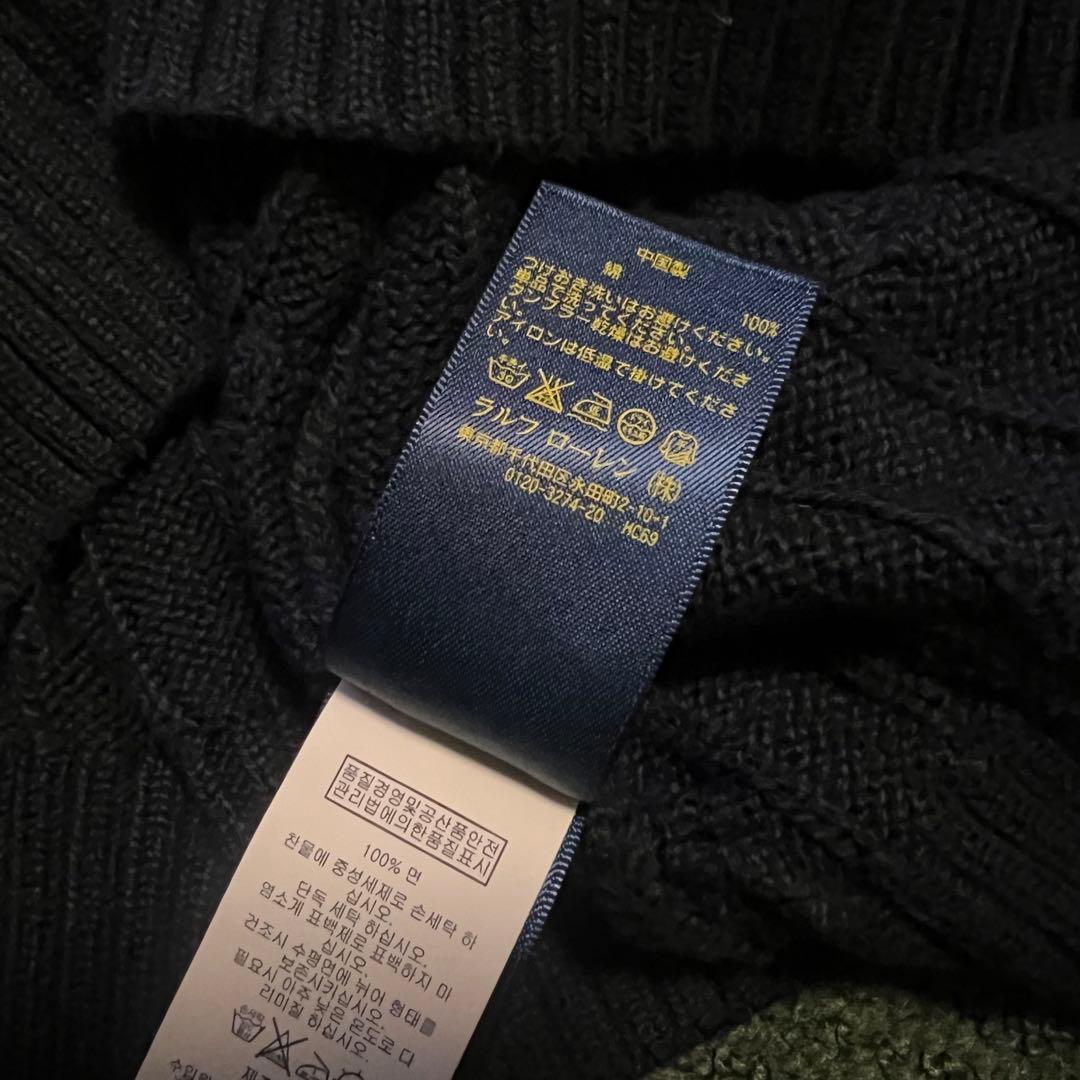 中国製
綿 100%
つけおき洗いはお避けください。
単品で洗ってください。
タンブラー乾燥はお避けくださ
い。
アイロンは低温で掛けてくださ
い。
30
ラルフ ローレン (株)
東京都千代田区永田町2-10-1
0120-3274-20 HC69
품질경영및공산품안전
관리법에의한품질표시
100% 면
찬물에 중성세제로 손세탁 하
십시오.
단독 세탁 하십시오.
염소계 표백제로 표백하지 마
십시오.
건조시 수평면에 뉘어 형태를
보존시키십시오.
필요시 아주 낮은 온도로 다
리미질 하십시오.
손세탁